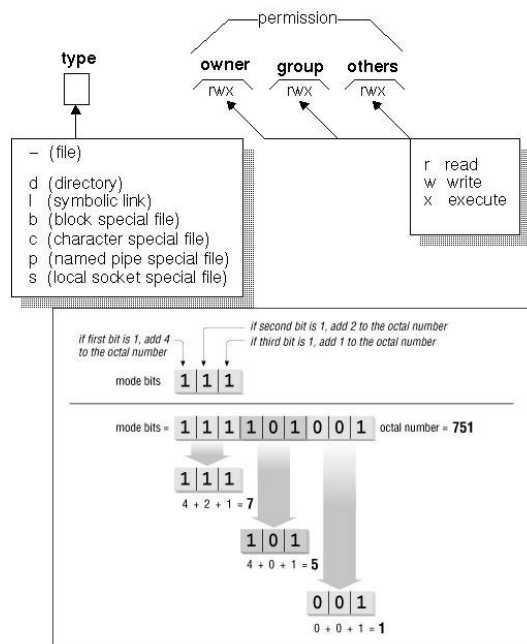 permission
type
owner group others
rwx rwx rwx
– (file)
d (directory)
l (symbolic link)
b (block special file)
c (character special file)
p (named pipe special file)
s (local socket special file)
r read
w write
x execute
if first bit is 1, add 4
to the octal number
if second bit is 1, add 2 to the octal number
if third bit is 1, add 1 to the octal number
mode bits 1 1 1
mode bits = 1 1 1 1 0 1 0 0 1 octal number = 751
1 1 1
4 + 2 + 1 = 7
1 0 1
4 + 0 + 1 = 5
0 0 1
0 + 0 + 1 = 1